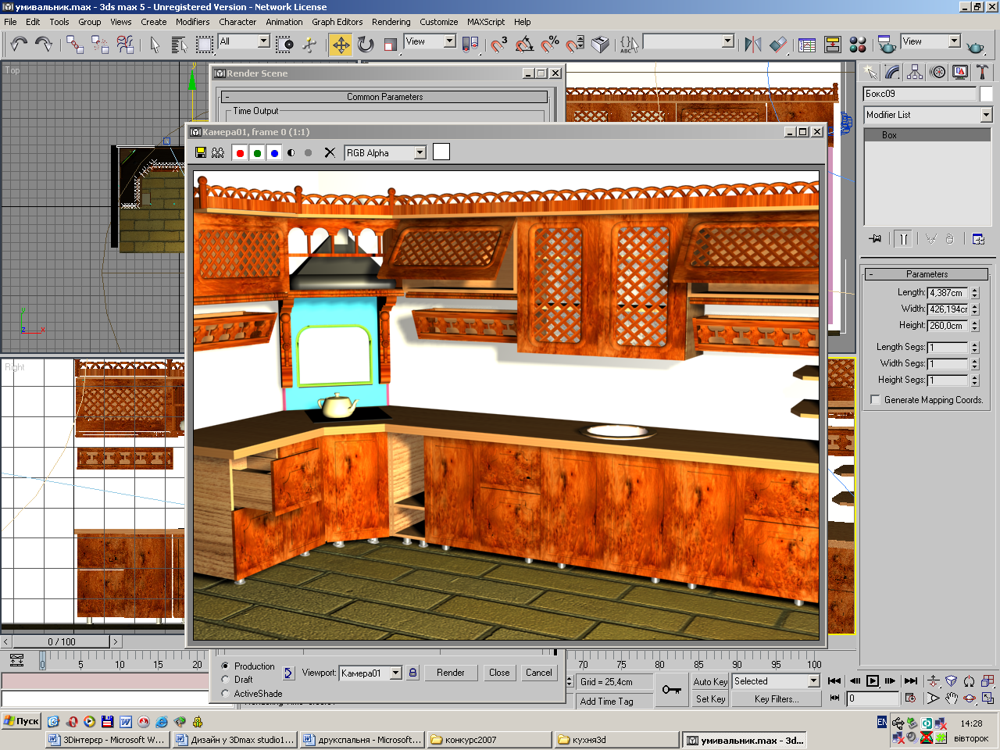 умивальник.max - 3ds max 5 - Unregistered Version - Network License
File Edit Tools Group Views Create Modifiers Character Animation Graph Editors Rendering Customize MAXScript Help
All
View
3
%
ABC
View
Top
Render Scene
Common Parameters
Time Output
Бокс09
Modifier List
Box
Камера01, frame 0 (1:1)
RGB Alpha
Parameters
Length: 4,387cm
Width: 426,194cr
Height: 260,0cm
Length Segs: 1
Width Segs: 1
Height Segs: 1
Generate Mapping Coords.
Right
0 / 100
0 5 10 15 20 70 75 80 85 90 95 100
Production
Draft
ActiveShade
Viewport: Камера01
Render
Close
Cancel
Grid = 25,4cm
Add Time Tag
Auto Key
Selected
Set Key
Key Filters...
0
Пуск
EN
14:28
вівторок
3Dінтерєр - Microsoft W...
Дизайн у 3Dmax studio1...
друкспальня - Microsoft...
конкурс2007
кухня3d
умивальник.max - 3d...